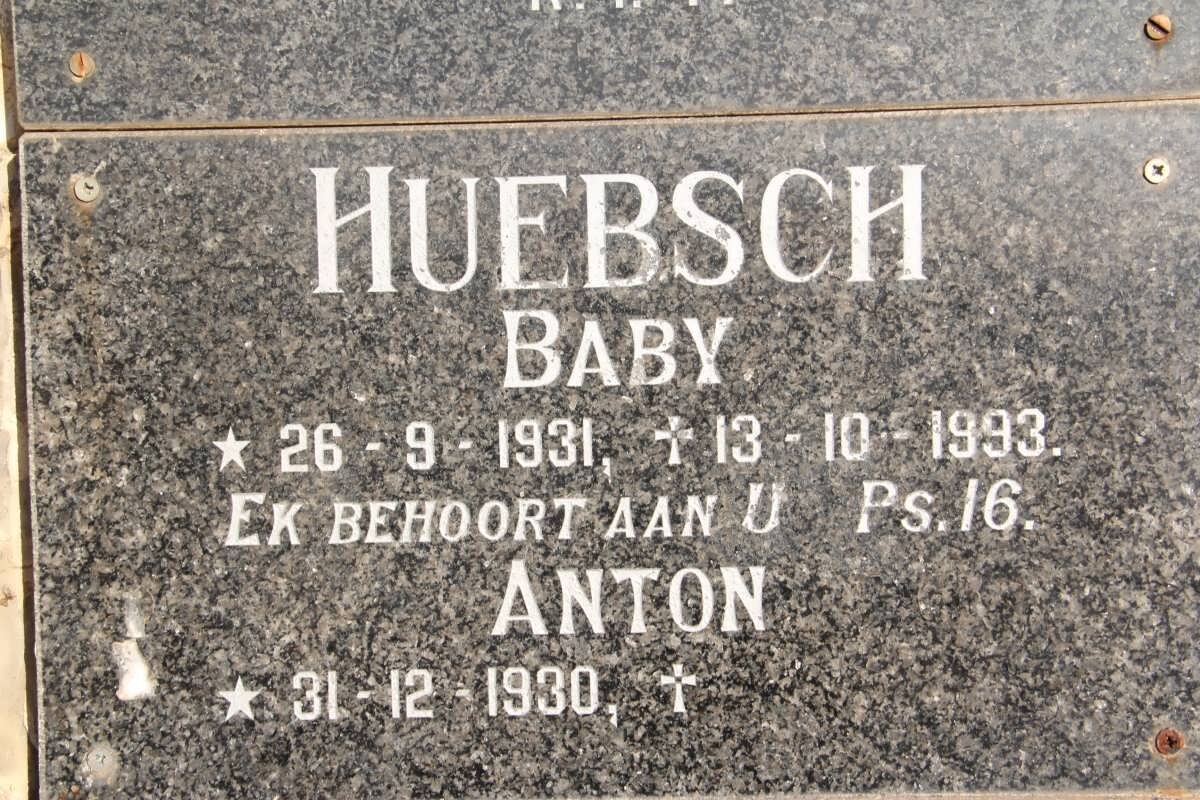 HUEBSCH
BABY
★ 26 - 9 - 1931, ✝ 13 - 10 - 1993.
EK BEHOORT AAN U PS. 16.
ANTON
★ 31 - 12 - 1930, ✝